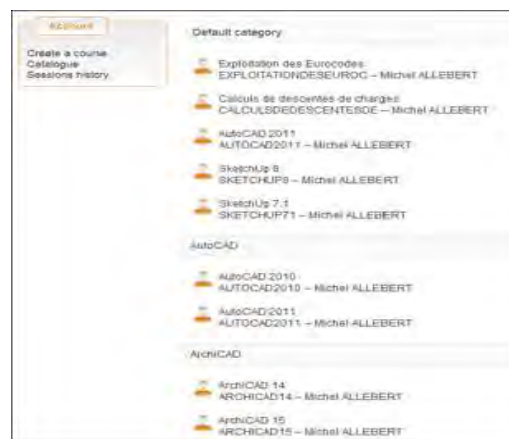 Account
Create a course
Catalogue
Sessions history
Default category
Exploitation des Eurocodes
EXPLOITATIONDESEUROC – Michel ALLEBERT
Calculs de descentes de charges
CALCULSDEDESCENTESDE – Michel ALLEBERT
AutoCAD 2011
AUTOCAD2011 – Michel ALLEBERT
SketchUp 8
SKETCHUP8 – Michel ALLEBERT
SketchUp 7.1
SKETCHUP71 – Michel ALLEBERT
AutoCAD
AutoCAD 2010
AUTOCAD2010 – Michel ALLEBERT
AutoCAD 2011
AUTOCAD2011 – Michel ALLEBERT
ArchiCAD
ArchiCAD 14
ARCHICAD14 – Michel ALLEBERT
ArchiCAD 15
ARCHICAD15 – Michel ALLEBERT